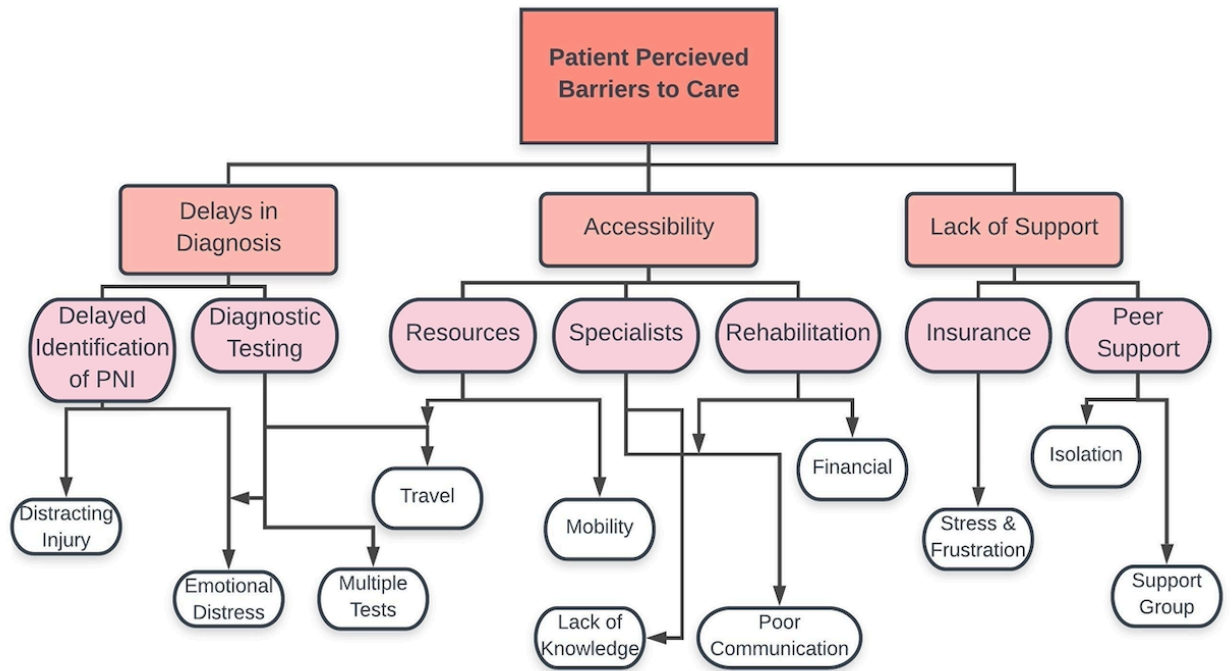 Patient Percieved
Barriers to Care
Delays in
Diagnosis
Accessibility
Lack of Support
Delayed
Identification
of PNI
Diagnostic
Testing
Resources
Specialists
Rehabilitation
Insurance
Peer
Support
Distracting
Injury
Emotional
Distress
Multiple
Tests
Travel
Mobility
Lack of
Knowledge
Poor
Communication
Financial
Stress &
Frustration
Isolation
Support
Group